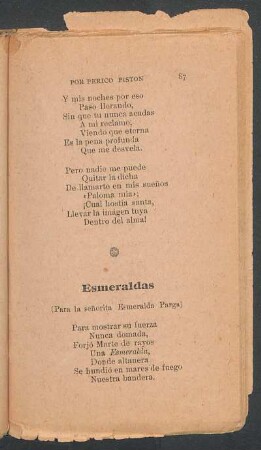 POR PERICO PISTON 87
Y mis noches por eso
Paso llorando,
Sin que tu nunca acudas
A mi reclamo;
Viendo que eterna
Es la pena profunda
Que me desvela.
Pero nadie me puede
Quitar la dicha
De llamarte en mis sueños
«Paloma mía»;
¡Cual hostia santa,
Llevar la imágen tuya
Dentro del alma!
Esmeraldas
(Para la señorita Esmeralda Parga)
Para mostrar su fuerza
Nunca domada,
Forjó Marte de rayos
Una Esmeralda,
Donde altanera
Se hundió en mares de fuego
Nuestra bandera.